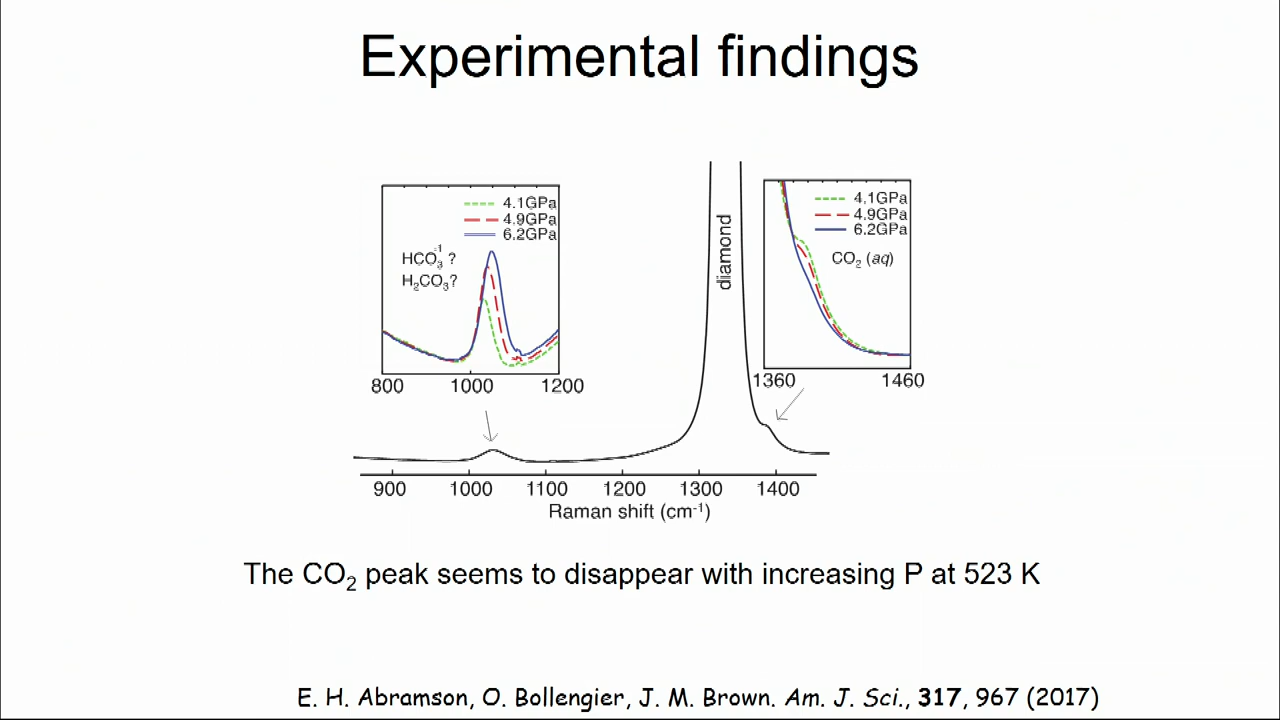 Experimental findings
4.1GPa
4.9GPa
6.2GPa
HCO₃⁻¹ ?
H₂CO₃?
800 1000 1200
diamond
4.1GPa
4.9GPa
6.2GPa
CO₂ (aq)
1360 1460
900 1000 1100 1200 1300 1400
Raman shift (cm⁻¹)
The CO₂ peak seems to disappear with increasing P at 523 K
E. H. Abramson, O. Bollengier, J. M. Brown. Am. J. Sci., 317, 967 (2017)